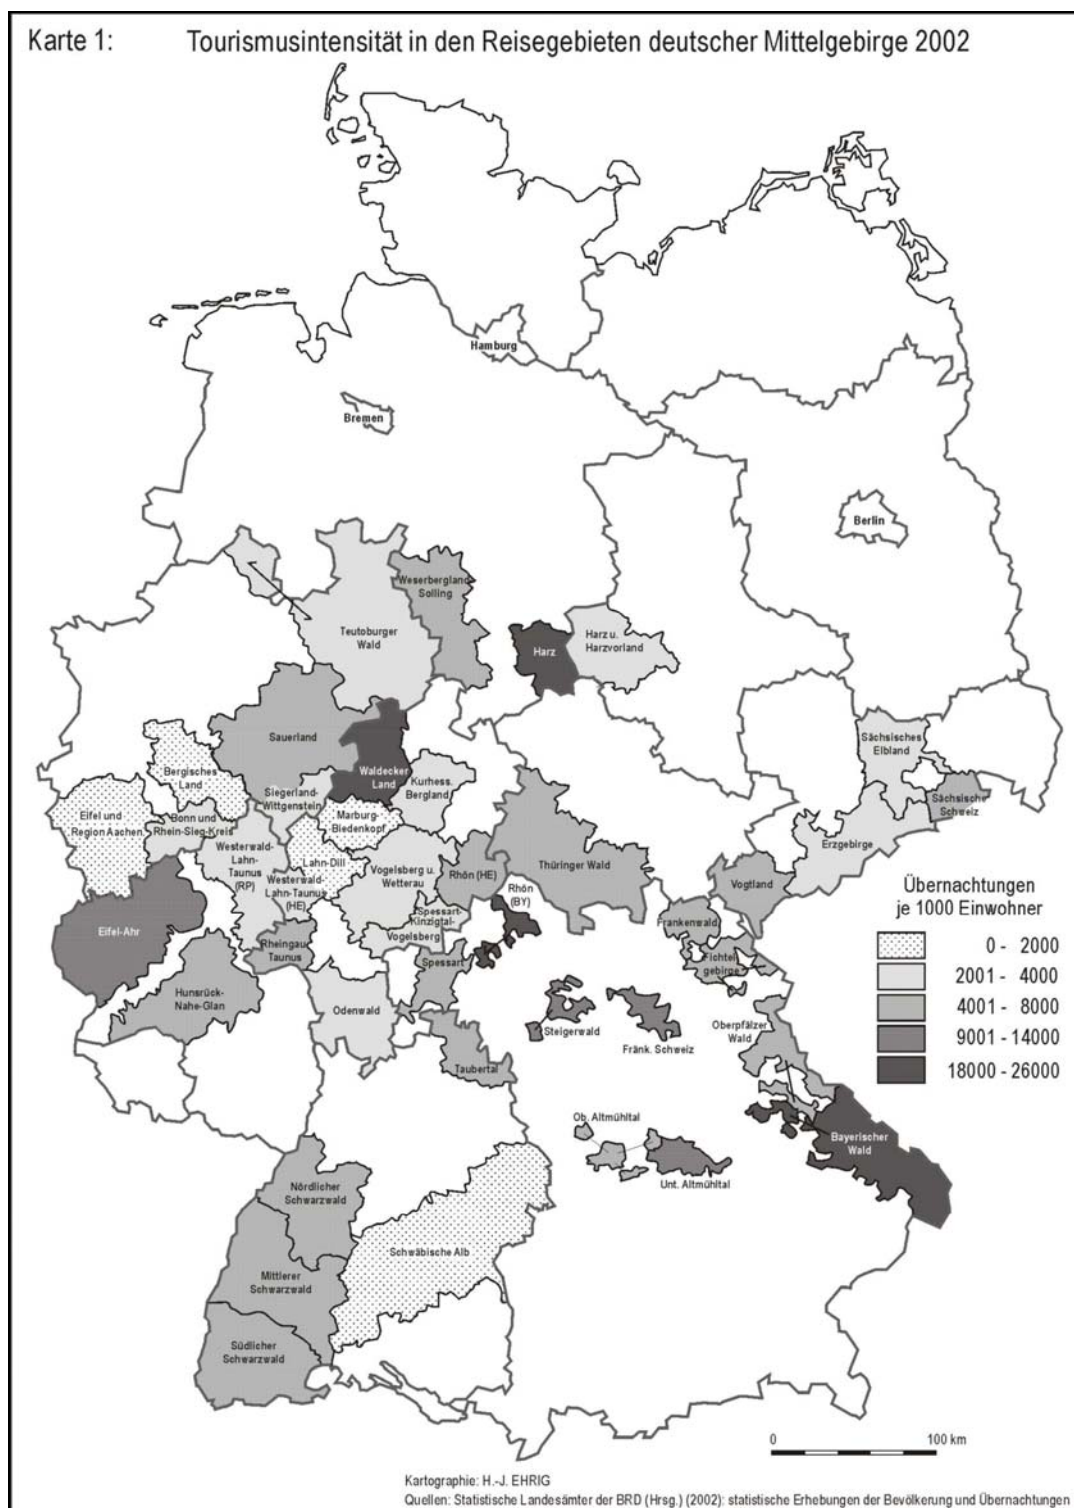 Karte 1: Tourismusintensität in den Reisegebieten deutscher Mittelgebirge 2002
Hamburg
Bremen
Berlin
Weserbergland-
Solling
Teutoburger
Wald
Harz
Harz u.
Harzvorland
Sauerland
Bergisches
Land
Waldecker
Land
Kurhess.
Bergland
Siegerland-
Wittgenstein
Eifel und
Region Aachen
Bonn und
Rhein-Sieg-Kreis
Marburg-
Biedenkopf
Westerwald-
Lahn-
Taunus
(RP)
Lahn-Dill
Westerwald-
Lahn-Taunus
(HE)
Vogelsberg u.
Wetterau
Rhön (HE)
Rhön
(BY)
Thüringer Wald
Spessart-
Kinzigtal-
Vogelsberg
Spessart
Eifel-Ahr
Rheingau
Taunus
Hunsrück-
Nahe-Glan
Odenwald
Taubertal
Sächsisches
Elbland
Sächsische
Schweiz
Erzgebirge
Vogtland
Frankenwald
Fichtel
gebirge
Steigerwald
Fränk. Schweiz
Oberpfälzer
Wald
Bayerischer
Wald
Ob. Altmühltal
Unt. Altmühltal
Nördlicher
Schwarzwald
Mittlerer
Schwarzwald
Südlicher
Schwarzwald
Schwäbische Alb
Übernachtungen
je 1000 Einwohner
0 - 2000
2001 - 4000
4001 - 8000
9001 - 14000
18000 - 26000
0 100 km
Kartographie: H.-J. EHRIG
Quellen: Statistische Landesämter der BRD (Hrsg.) (2002): statistische Erhebungen der Bevölkerung und Übernachtungen